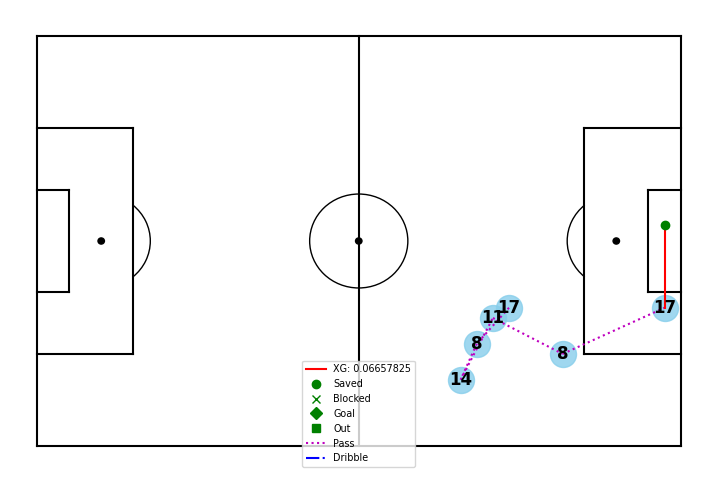 17
11
17
8
8
14
XG: 0.06657825
Saved
Blocked
Goal
Out
Pass
Dribble